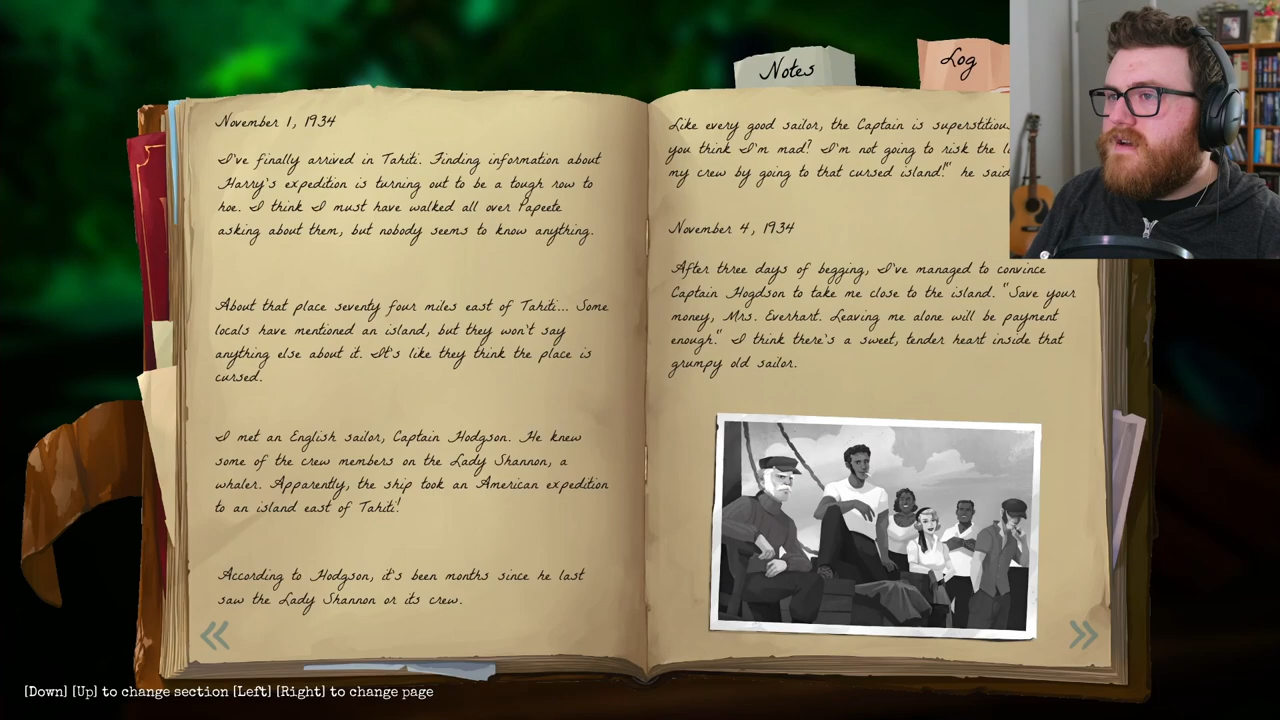 Notes
Log
November 1, 1934
I've finally arrived in Tahiti. Finding information about
Harry's expedition is turning out to be a tough row to
hoe. I think I must have walked all over Papeete
asking about them, but nobody seems to know anything.
About that place seventy four miles east of Tahiti... Some
locals have mentioned an island, but they won't say
anything else about it. It's like they think the place is
cursed.
I met an English sailor, Captain Hodgson. He knew
some of the crew members on the Lady Shannon, a
whaler. Apparently, the ship took an American expedition
to an island east of Tahiti!
According to Hodgson, it's been months since he last
saw the Lady Shannon or its crew.
Like every good sailor, the Captain is superstitious
you think I'm mad? I'm not going to risk the
my crew by going to that cursed island!" he said
November 4, 1934
After three days of begging, I've managed to convince
Captain Hogdson to take me close to the island. "Save your
money, Mrs. Everhart. Leaving me alone will be payment
enough." I think there's a sweet, tender heart inside that
grumpy old sailor.
[Down] [Up] to change section [Left] [Right] to change page